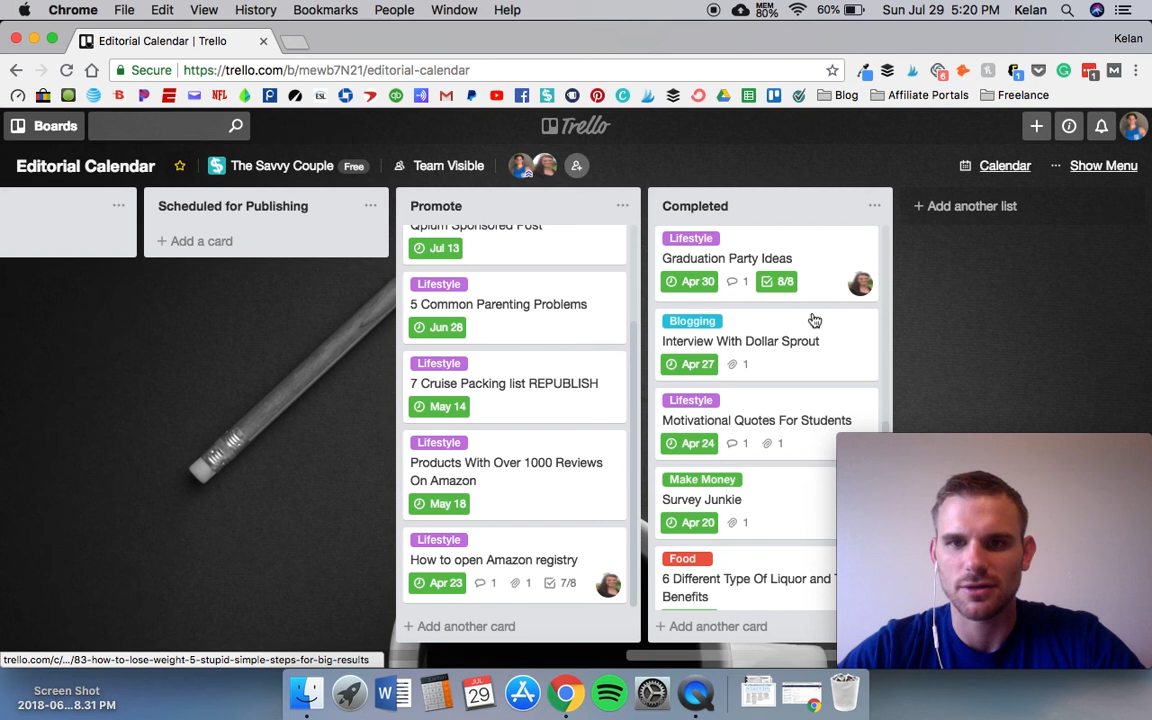 Chrome File Edit View History Bookmarks People Window Help MEM 80% 60% Sun Jul 29 5:20 PM Kelan
Editorial Calendar | Trello Kelan
Secure https://trello.com/b/mewb7N21/editorial-calendar
NFL ESL Blog Affiliate Portals Freelance
Boards Trello
Editorial Calendar The Savvy Couple Free Team Visible Calendar Show Menu
Scheduled for Publishing
+ Add a card
Promote
Qpium Sponsored Post
Jul 13
Lifestyle
5 Common Parenting Problems
Jun 28
Lifestyle
7 Cruise Packing list REPUBLISH
May 14
Lifestyle
Products With Over 1000 Reviews
On Amazon
May 18
Lifestyle
How to open Amazon registry
Apr 23 1 1 7/8
+ Add another card
Completed
Lifestyle
Graduation Party Ideas
Apr 30 1 8/8
Blogging
Interview With Dollar Sprout
Apr 27 1
Lifestyle
Motivational Quotes For Students
Apr 24 1 1
Make Money
Survey Junkie
Apr 20 1
Food
6 Different Type Of Liquor and
Benefits
+ Add another card
+ Add another list
trello.com/c/.../83-how-to-lose-weight-5-stupid-simple-steps-for-big-results
Screen Shot
2018-06...8.31 PM
JUL
29